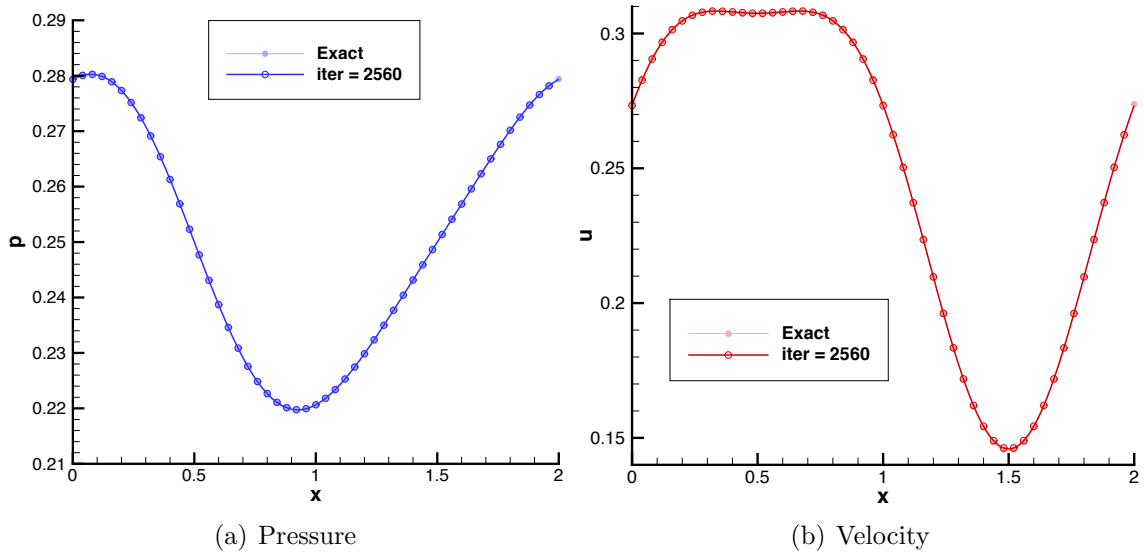 0.29
0.28
0.27
0.26
0.25
0.24
0.23
0.22
0.21
p
Exact
iter = 2560
0 0.5 1 1.5 2
x
(a) Pressure
0.3
0.25
0.2
0.15
u
Exact
iter = 2560
0 0.5 1 1.5 2
x
(b) Velocity